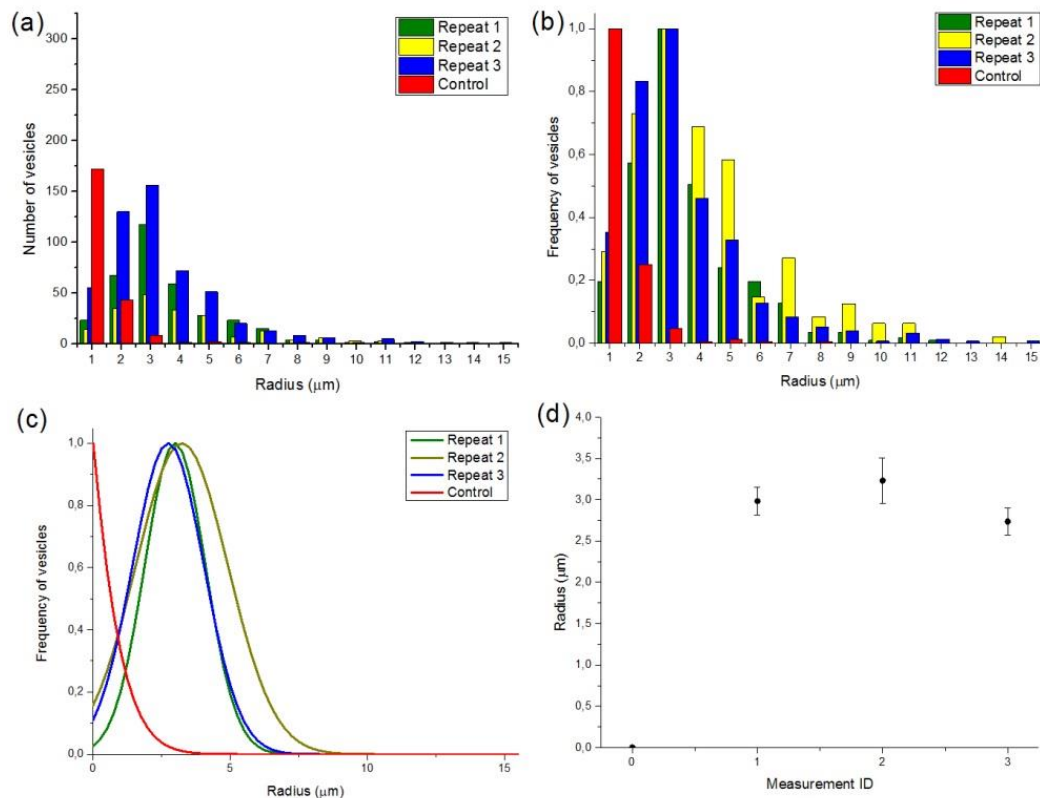 (a)
Repeat 1
Repeat 2
Repeat 3
Control
Number of vesicles
300
250
200
150
100
50
0
1 2 3 4 5 6 7 8 9 10 11 12 13 14 15
Radius (μm)
(b)
Repeat 1
Repeat 2
Repeat 3
Control
Frequency of vesicles
1,0
0,8
0,6
0,4
0,2
0,0
1 2 3 4 5 6 7 8 9 10 11 12 13 14 15
Radius (μm)
(c)
Repeat 1
Repeat 2
Repeat 3
Control
Frequency of vesicles
1,0
0,8
0,6
0,4
0,2
0,0
0 5 10 15
Radius (μm)
(d)
Radius (μm)
4,0
3,5
3,0
2,5
2,0
1,5
1,0
0,5
0,0
0 1 2 3
Measurement ID